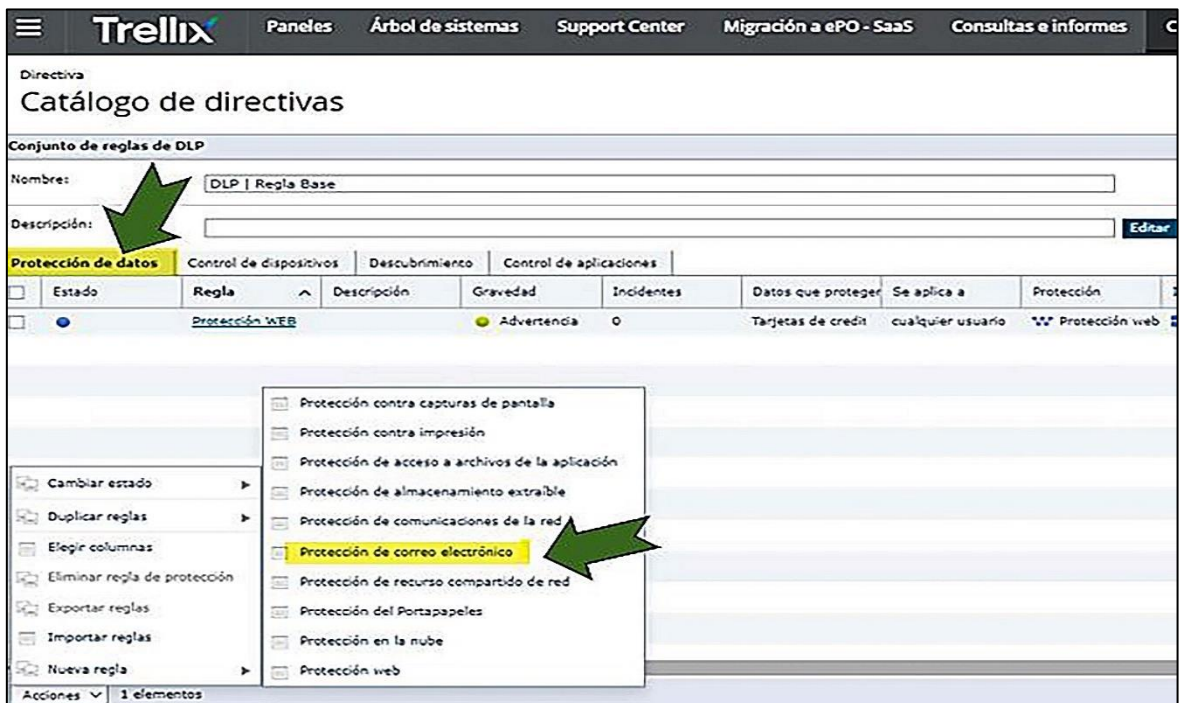 Trellix Paneles Árbol de sistemas Support Center Migración a ePO - SaaS Consultas e informes
Directiva
Catálogo de directivas
Conjunto de reglas de DLP
Nombre: DLP | Regla Base
Descripción: Editar
Protección de datos Control de dispositivos Descubrimiento Control de aplicaciones
Estado Regla Descripción Gravedad Incidentes Datos que proteger Se aplica a Protección
Protección WEB Advertencia 0 Tarjetas de credit cualquier usuario Protección web
Protección contra capturas de pantalla
Protección contra impresión
Protección de acceso a archivos de la aplicación
Protección de almacenamiento extraíble
Protección de comunicaciones de la red
Protección de correo electrónico
Protección de recurso compartido de red
Protección del Portapapeles
Protección en la nube
Protección web
Cambiar estado
Duplicar reglas
Elegir columnas
Eliminar regla de protección
Exportar reglas
Importar reglas
Nueva regla
Acciones 1 elementos